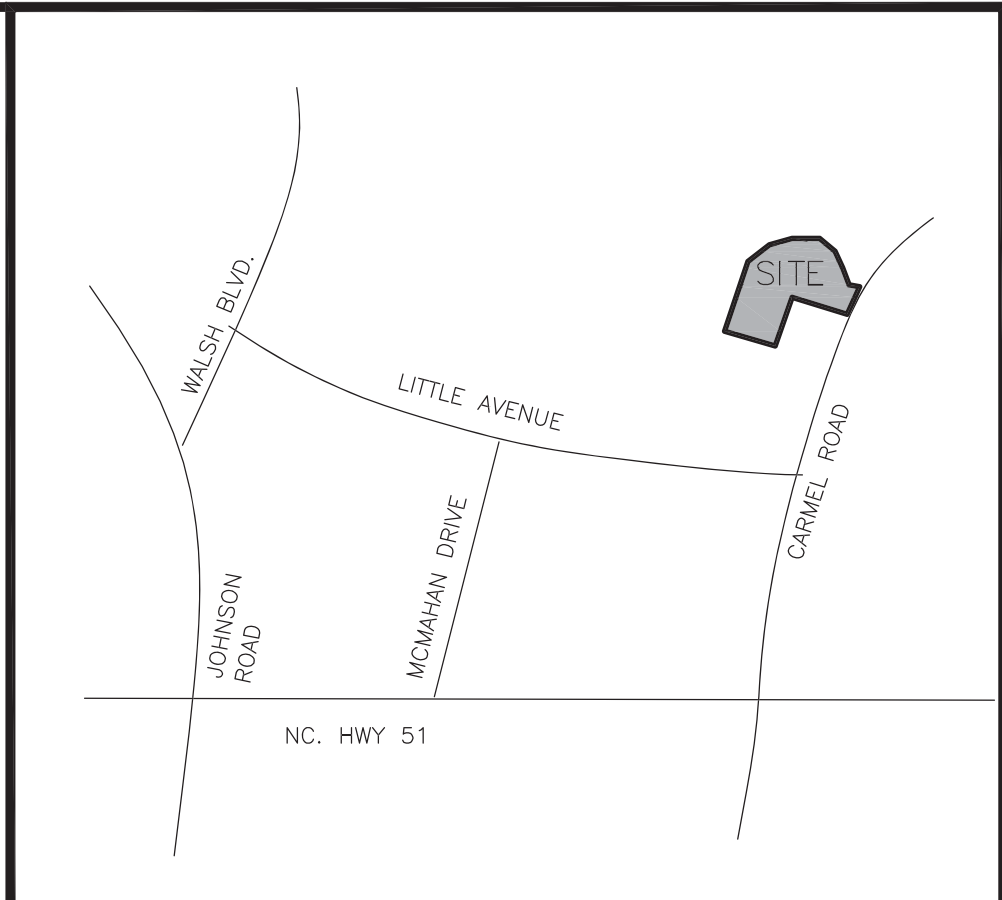 SITE
WALSH BLVD.
LITTLE AVENUE
CARMEL ROAD
MCMAHAN DRIVE
JOHNSON
ROAD
NC. HWY 51